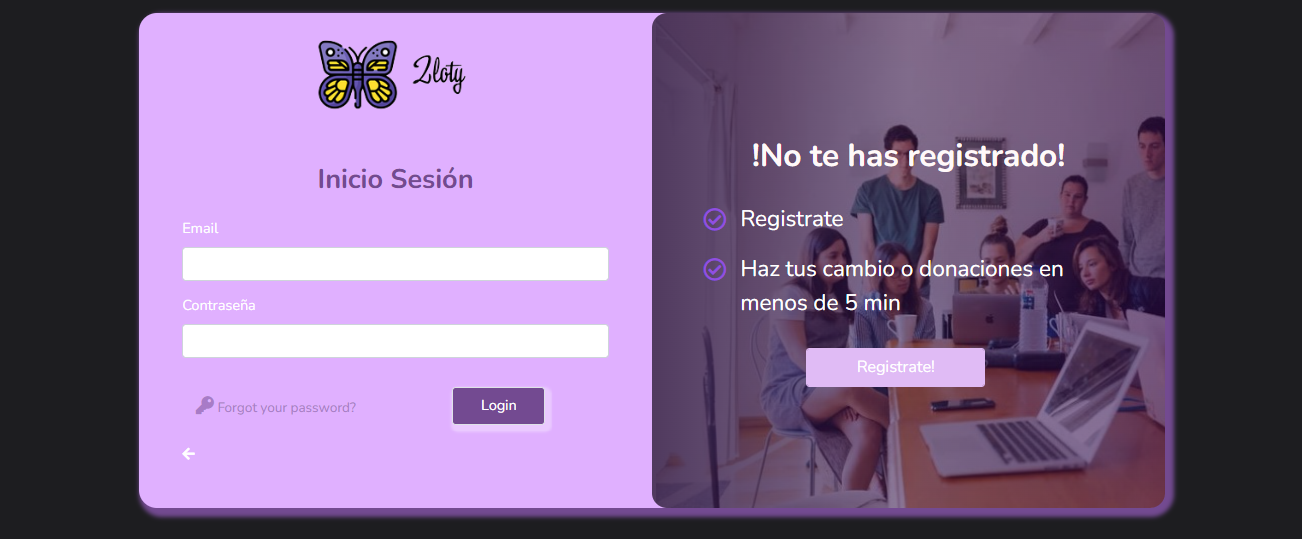 Zloty
Inicio Sesión
Email
Contraseña
Forgot your password?
Login
!No te has registrado!
Registrate
Haz tus cambio o donaciones en
menos de 5 min
Registrate!